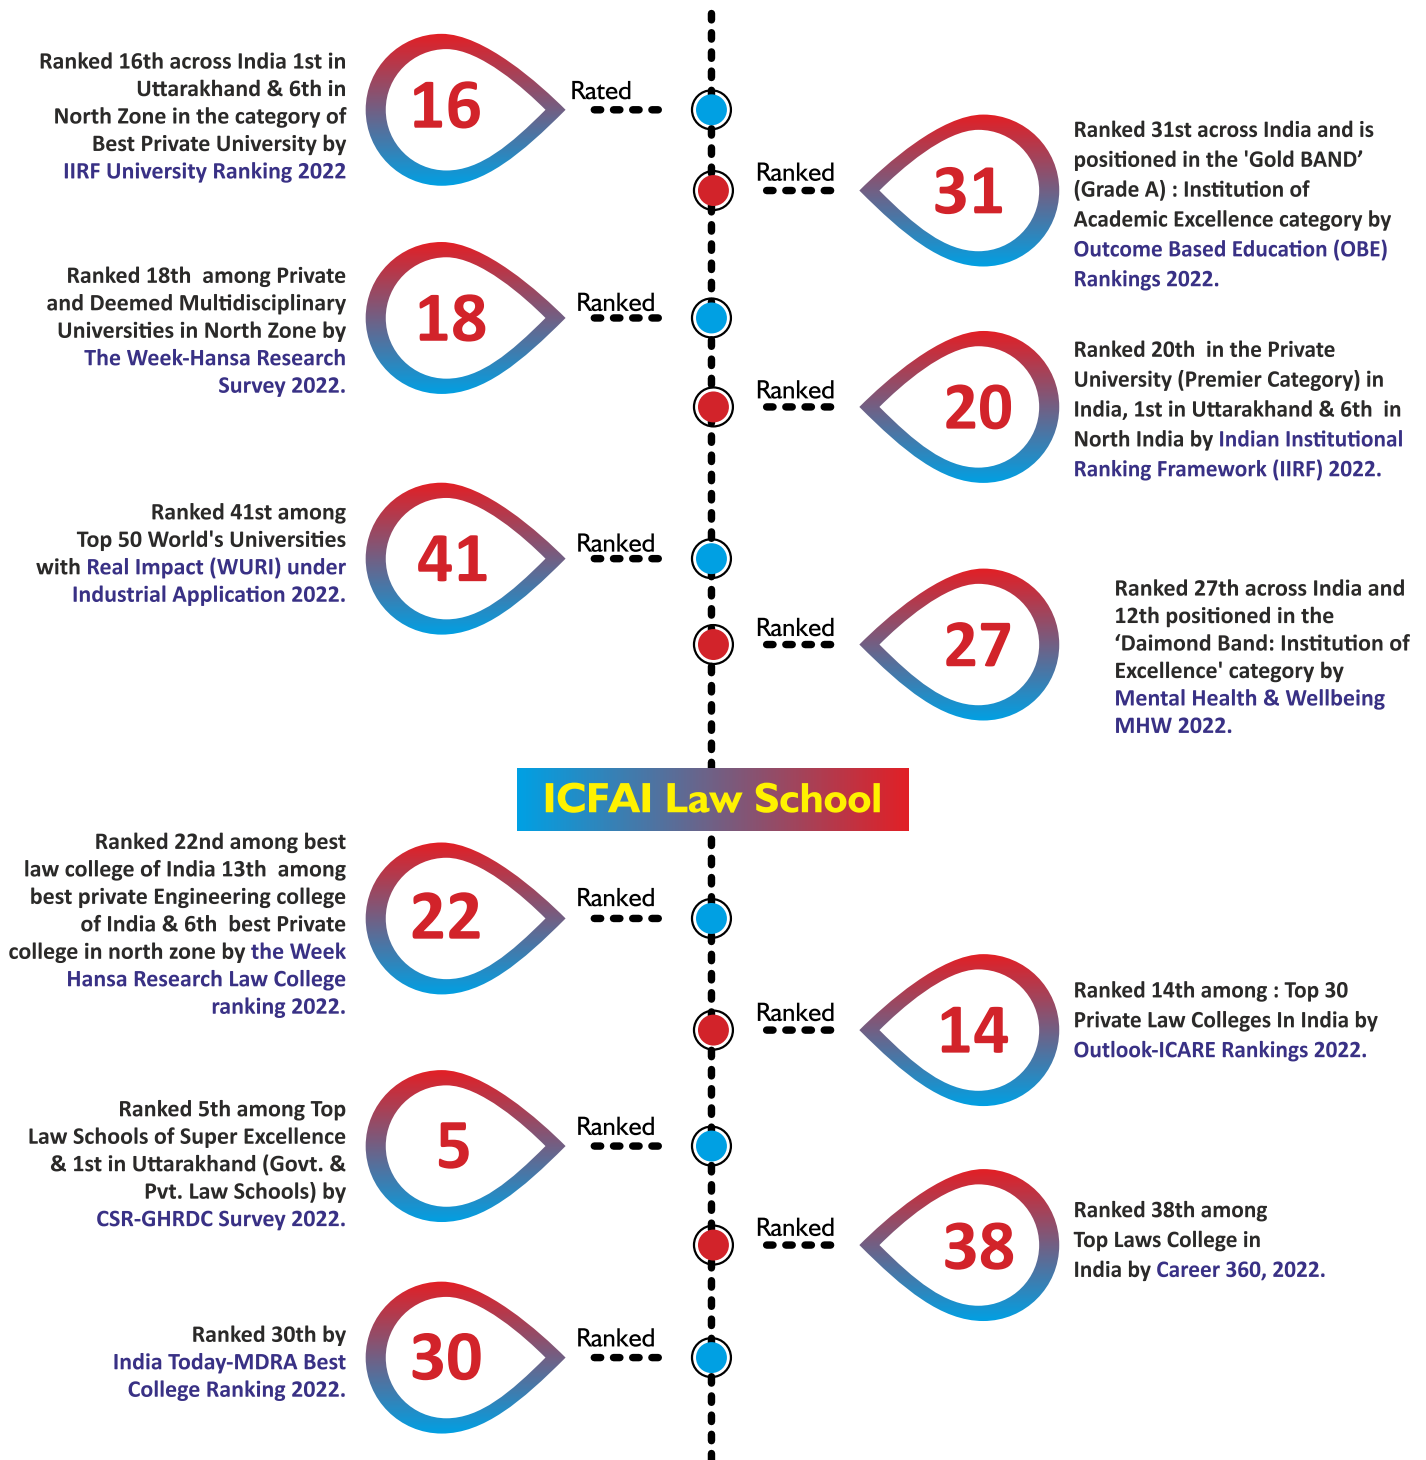 Ranked 16th across India 1st in
Uttarakhand & 6th in
North Zone in the category of
Best Private University by
IIRF University Ranking 2022
16
Rated
Ranked
31
Ranked 31st across India and is
positioned in the 'Gold BAND’
(Grade A) : Institution of
Academic Excellence category by
Outcome Based Education (OBE)
Rankings 2022.
Ranked 18th among Private
and Deemed Multidisciplinary
Universities in North Zone by
The Week-Hansa Research
Survey 2022.
18
Ranked
Ranked
20
Ranked 20th in the Private
University (Premier Category) in
India, 1st in Uttarakhand & 6th in
North India by Indian Institutional
Ranking Framework (IIRF) 2022.
Ranked 41st among
Top 50 World's Universities
with Real Impact (WURI) under
Industrial Application 2022.
41
Ranked
Ranked
27
Ranked 27th across India and
12th positioned in the
‘Daimond Band: Institution of
Excellence' category by
Mental Health & Wellbeing
MHW 2022.
ICFAI Law School
Ranked 22nd among best
law college of India 13th among
best private Engineering college
of India & 6th best Private
college in north zone by the Week
Hansa Research Law College
ranking 2022.
22
Ranked
Ranked
14
Ranked 14th among : Top 30
Private Law Colleges In India by
Outlook-ICARE Rankings 2022.
Ranked 5th among Top
Law Schools of Super Excellence
& 1st in Uttarakhand (Govt. &
Pvt. Law Schools) by
CSR-GHRDC Survey 2022.
5
Ranked
Ranked
38
Ranked 38th among
Top Laws College in
India by Career 360, 2022.
Ranked 30th by
India Today-MDRA Best
College Ranking 2022.
30
Ranked